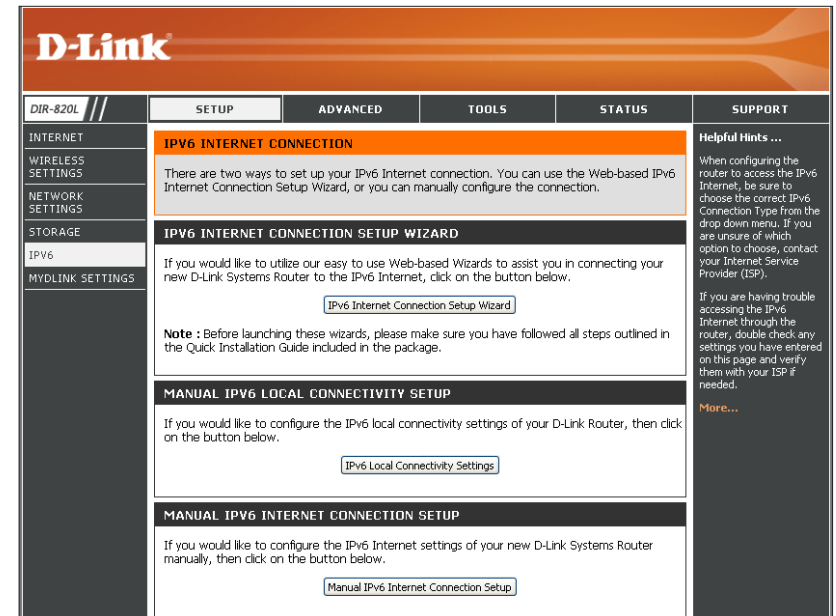 D-Link
DIR-820L
SETUP
ADVANCED
TOOLS
STATUS
SUPPORT
INTERNET
WIRELESS
SETTINGS
NETWORK
SETTINGS
STORAGE
IPV6
MYDLINK SETTINGS
IPV6 INTERNET CONNECTION
There are two ways to set up your IPv6 Internet connection. You can use the Web-based IPv6
Internet Connection Setup Wizard, or you can manually configure the connection.
IPV6 INTERNET CONNECTION SETUP WIZARD
If you would like to utilize our easy to use Web-based Wizards to assist you in connecting your
new D-Link Systems Router to the IPv6 Internet, click on the button below.
IPv6 Internet Connection Setup Wizard
Note : Before launching these wizards, please make sure you have followed all steps outlined in
the Quick Installation Guide included in the package.
MANUAL IPV6 LOCAL CONNECTIVITY SETUP
If you would like to configure the IPv6 local connectivity settings of your D-Link Router, then click
on the button below.
IPv6 Local Connectivity Settings
MANUAL IPV6 INTERNET CONNECTION SETUP
If you would like to configure the IPv6 Internet settings of your new D-Link Systems Router
manually, then click on the button below.
Manual IPv6 Internet Connection Setup
Helpful Hints ...
When configuring the
router to access the IPv6
Internet, be sure to
choose the correct IPv6
Connection Type from the
drop down menu. If you
are unsure of which
option to choose, contact
your Internet Service
Provider (ISP).
If you are having trouble
accessing the IPv6
Internet through the
router, double check any
settings you have entered
on this page and verify
them with your ISP if
needed.
More...